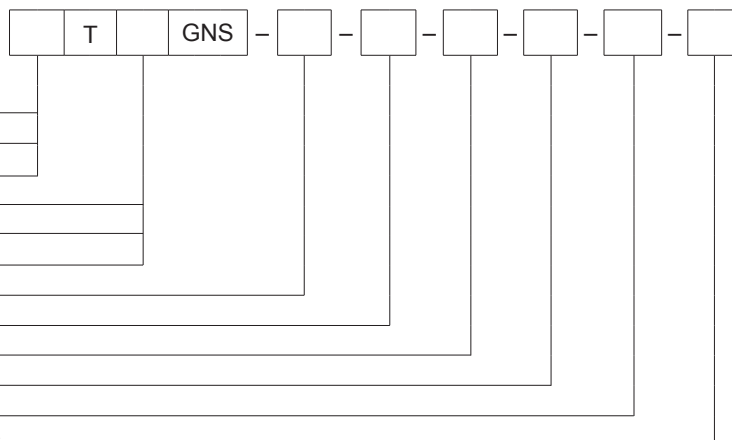 T GNS – – – – – –